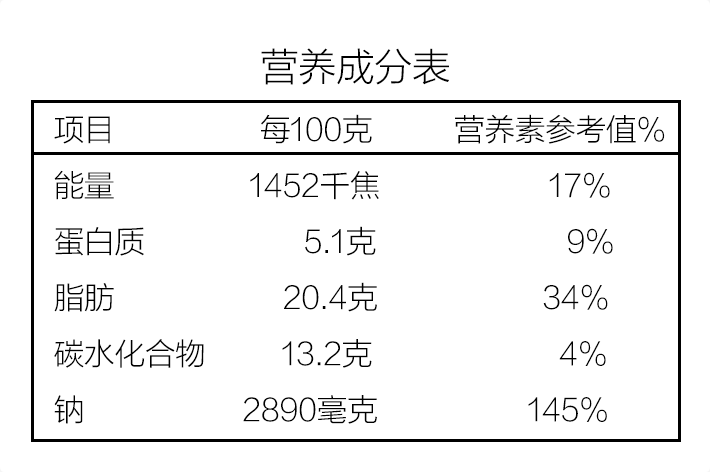 营养成分表
项目 每100克 营养素参考值%
能量 1452千焦 17%
蛋白质 5.1克 9%
脂肪 20.4克 34%
碳水化合物 13.2克 4%
钠 2890毫克 145%